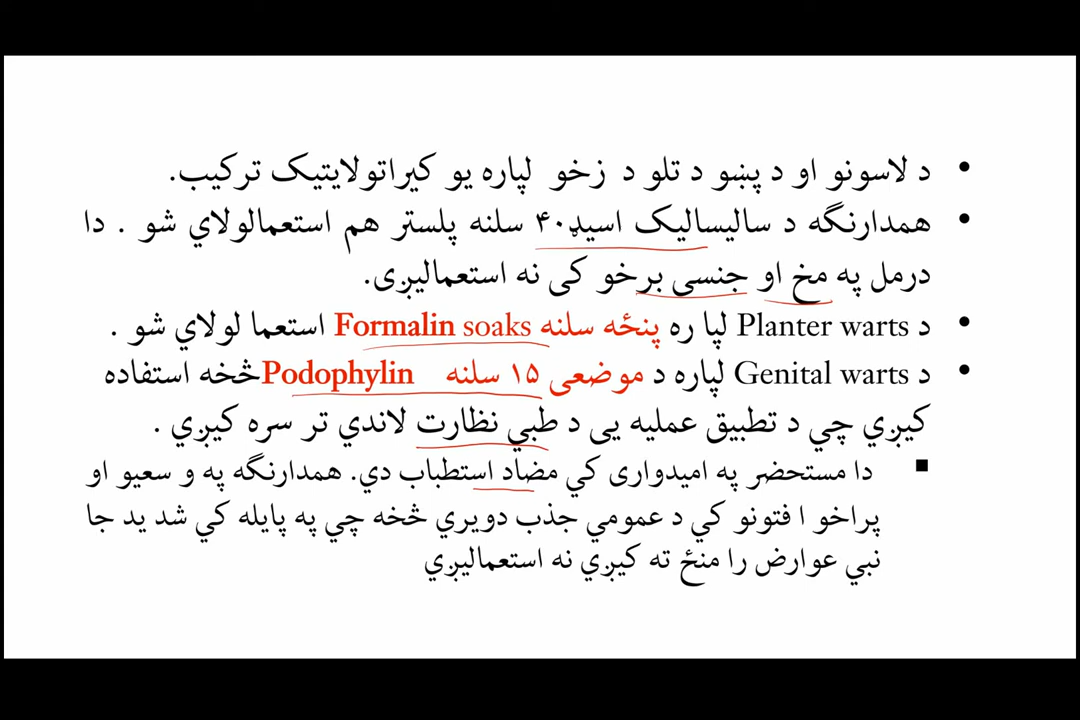 • د لاسونو او د پښو د تلو د زخو لپاره یو کیراتولایتیک ترکیب.
• همدارنگه د سالیسالیک اسیډ۴۰ سلنه پلستر هم استعمالولاي شو . دا
درمل په مخ او جنسی برخو کی نه استعمالیږی.
• د Planter warts لپا ره پنځه سلنه Formalin soaks استعما لولاي شو .
• د Genital warts لپاره د موضعی ۱۵ سلنه Podophylin څخه استفاده
کیږي چي د تطبیق عملیه یی د طبي نظارت لاندي تر سره کیږي .
▪ دا مستحضر په امیدواری کي مضاد استطباب دي. همدارنگه په و سعیو او
پراخو ا فتونو کي د عمومي جذب دویري څخه چي په پایله کي شد ید جا
نبي عوارض را منځ ته کیږي نه استعمالیږي